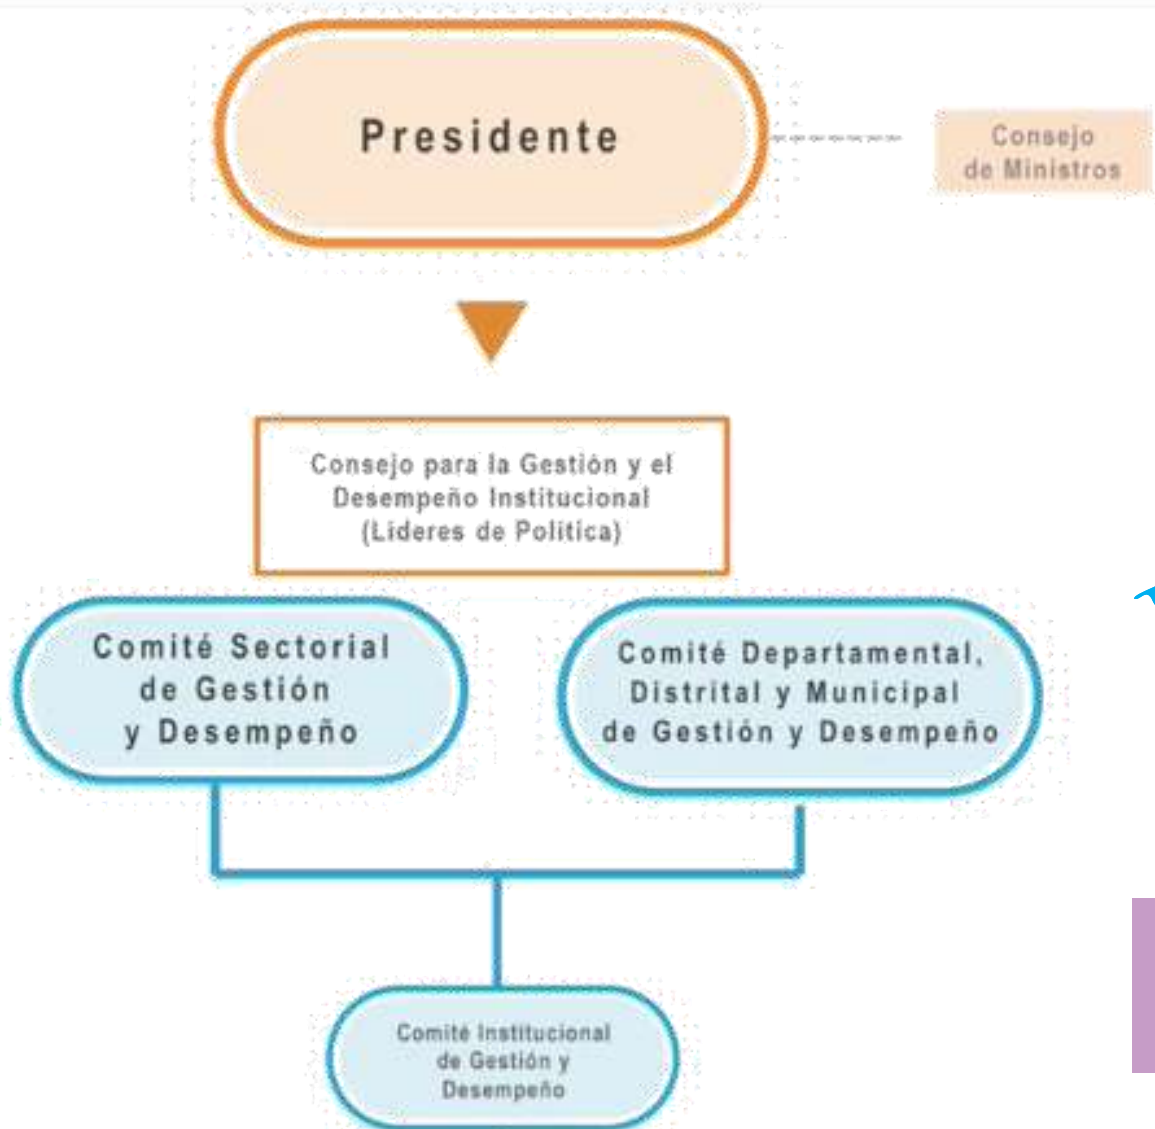 Presidente
Consejo
de Ministros
Consejo para la Gestión y el
Desempeño Institucional
(Líderes de Política)
Comité Sectorial
de Gestión
y Desempeño
Comité Departamental,
Distrital y Municipal
de Gestión y Desempeño
Comité Institucional
de Gestión y
Desempeño